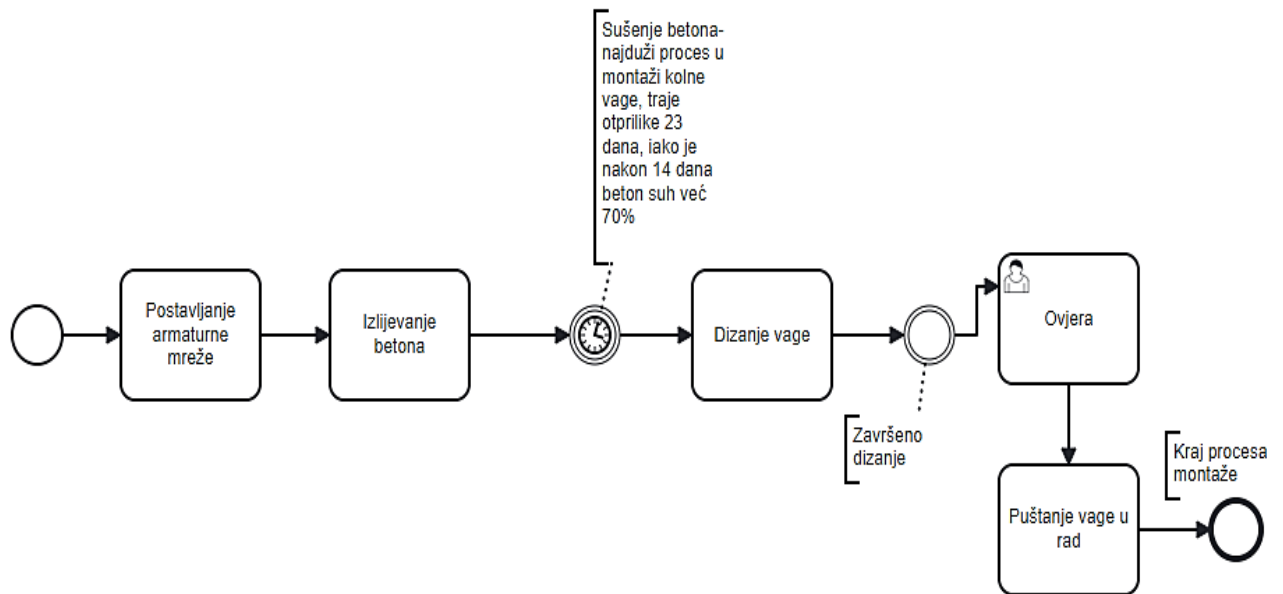 Sušenje betona-
najduži proces u
montaži kolne
vage, traje
otprilike 23
dana, iako je
nakon 14 dana
beton suh već
70%
Postavljanje
armaturne
mreže
Izlijevanje
betona
Dizanje vage
Završeno
dizanje
Ovjera
Puštanje vage u
rad
Kraj procesa
montaže